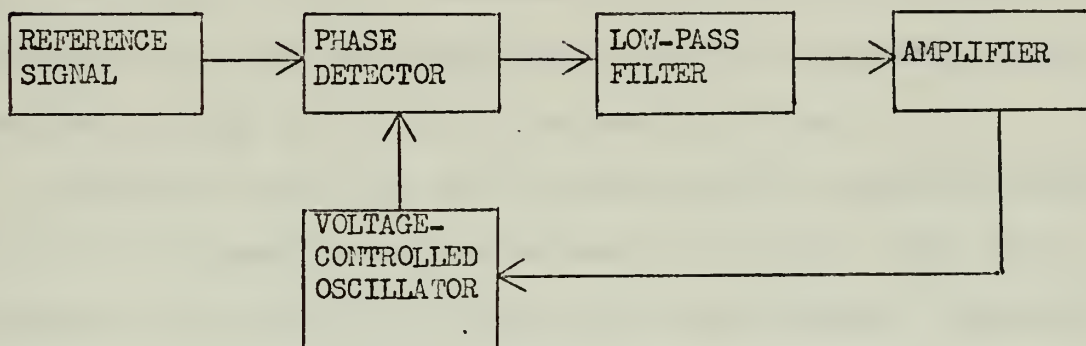 REFERENCE
SIGNAL
PHASE
DETECTOR
LOW-PASS
FILTER
AMPLIFIER
VOLTAGE-
CONTROLLED
OSCILLATOR